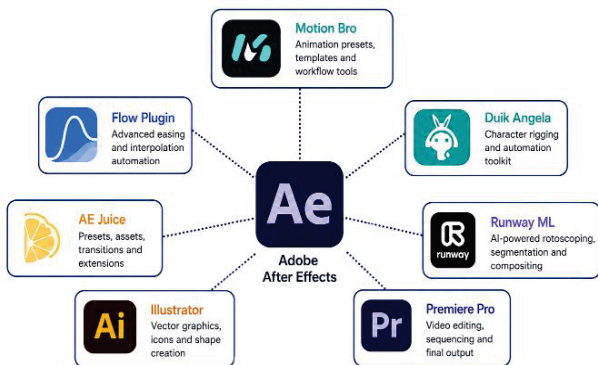 Motion Bro
Animation presets,
templates and
workflow tools
Flow Plugin
Advanced easing
and interpolation
automation
Duik Angela
Character rigging
and automation
toolkit
Ae
Adobe
After Effects
AE Juice
Presets, assets,
transitions and
extensions
Runway ML
AI-powered rotoscoping,
segmentation and
compositing
R
runway
Ai
Illustrator
Vector graphics,
icons and shape
creation
Pr
Premiere Pro
Video editing,
sequencing and
final output